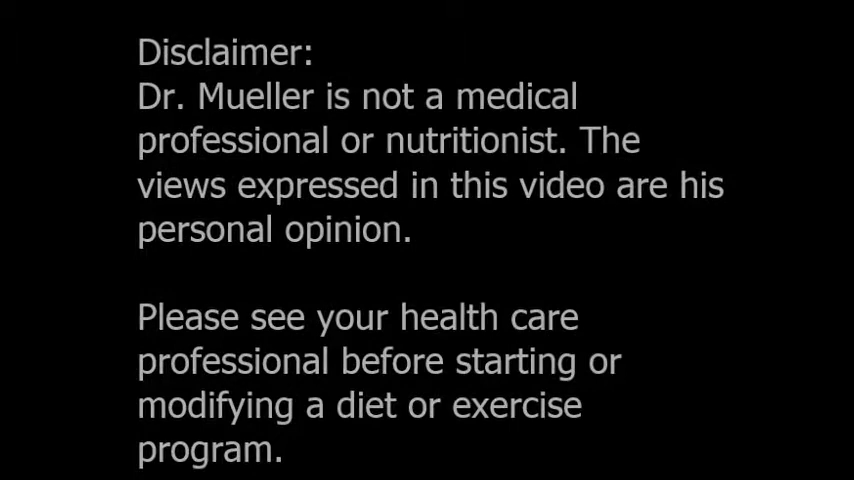 Disclaimer:
Dr. Mueller is not a medical
professional or nutritionist. The
views expressed in this video are his
personal opinion.
Please see your health care
professional before starting or
modifying a diet or exercise
program.